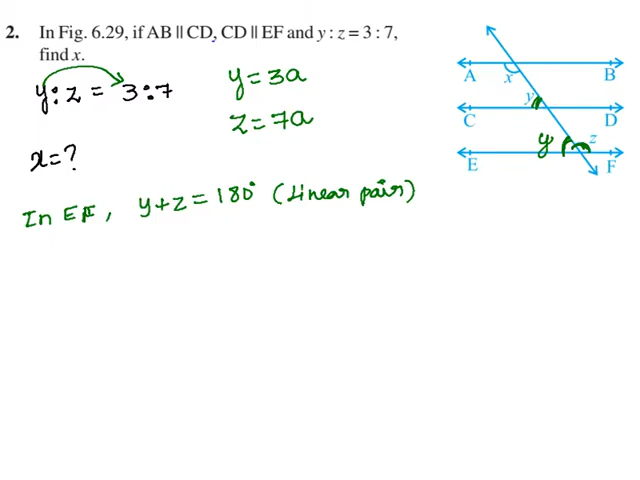 2. In Fig. 6.29, if AB || CD, CD || EF and y : z = 3 : 7,
find x.
y : z = 3 : 7
y = 3a
z = 7a
x = ?
In EF, y + z = 180° (Linear pair)
A x B
C y D
y z
E F